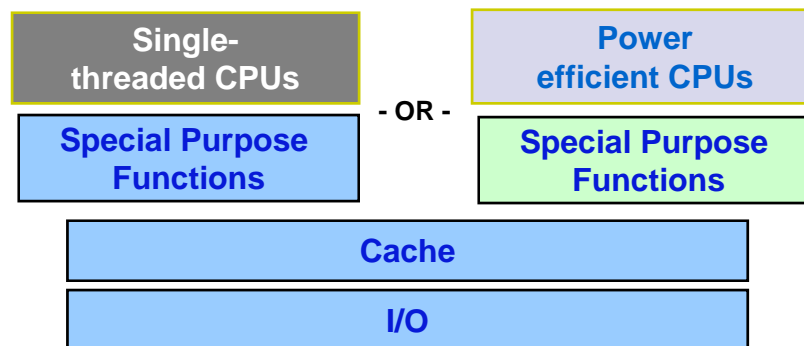 Single-
threaded CPUs
- OR -
Power
efficient CPUs
Special Purpose
Functions
Special Purpose
Functions
Cache
I/O